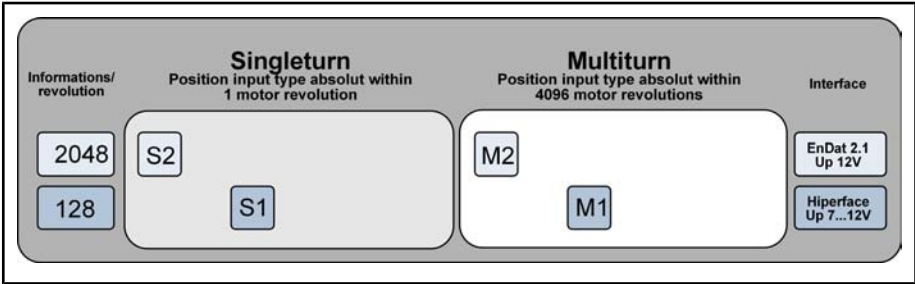 Informations/
revolution
Singleturn
Position input type absolut within
1 motor revolution
Multiturn
Position input type absolut within
4096 motor revolutions
Interface
2048
S2
M2
EnDat 2.1
Up 12V
128
S1
M1
Hiperface
Up 7...12V